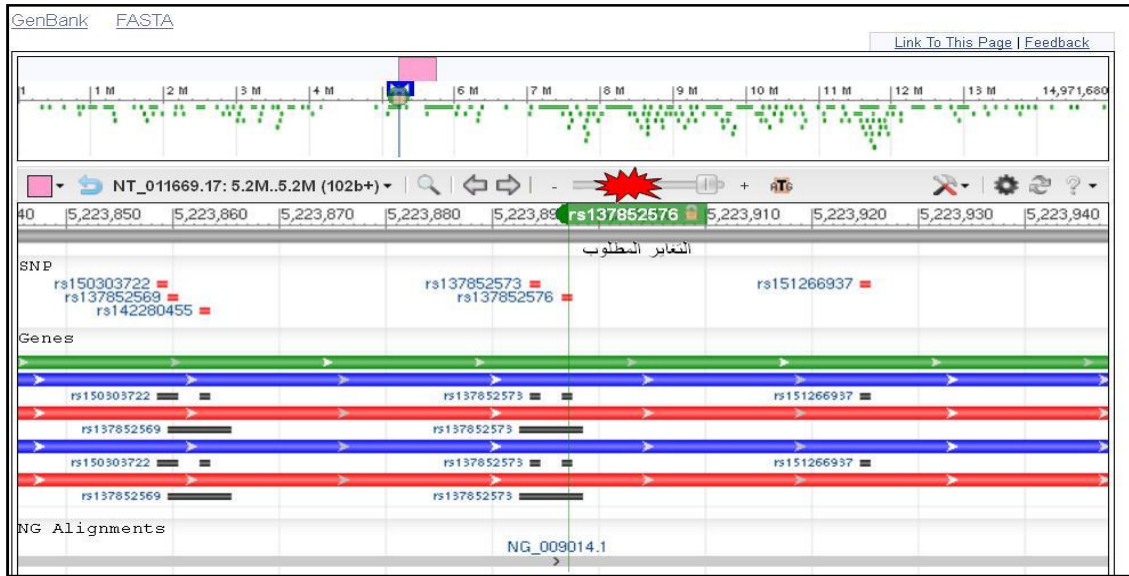 GenBank FASTA
Link To This Page | Feedback
1 1 M 2 M 3 M 4 M 6 M 7 M 8 M 9 M 10 M 11 M 12 M 13 M 14,971,680
NT_011669.17: 5.2M..5.2M (102b+) - + ATG ?
40 5,223,850 5,223,860 5,223,870 5,223,880 5,223,89 rs137852576 5,223,910 5,223,920 5,223,930 5,223,940
التغاير المطلوب
SNP
rs150303722 rs137852573 rs151266937
rs137852569 rs137852576
rs142280455
Genes
rs150303722 rs137852573 rs151266937
rs137852569 rs137852573
rs150303722 rs137852573 rs151266937
rs137852569 rs137852573
NG Alignments
NG_009014.1